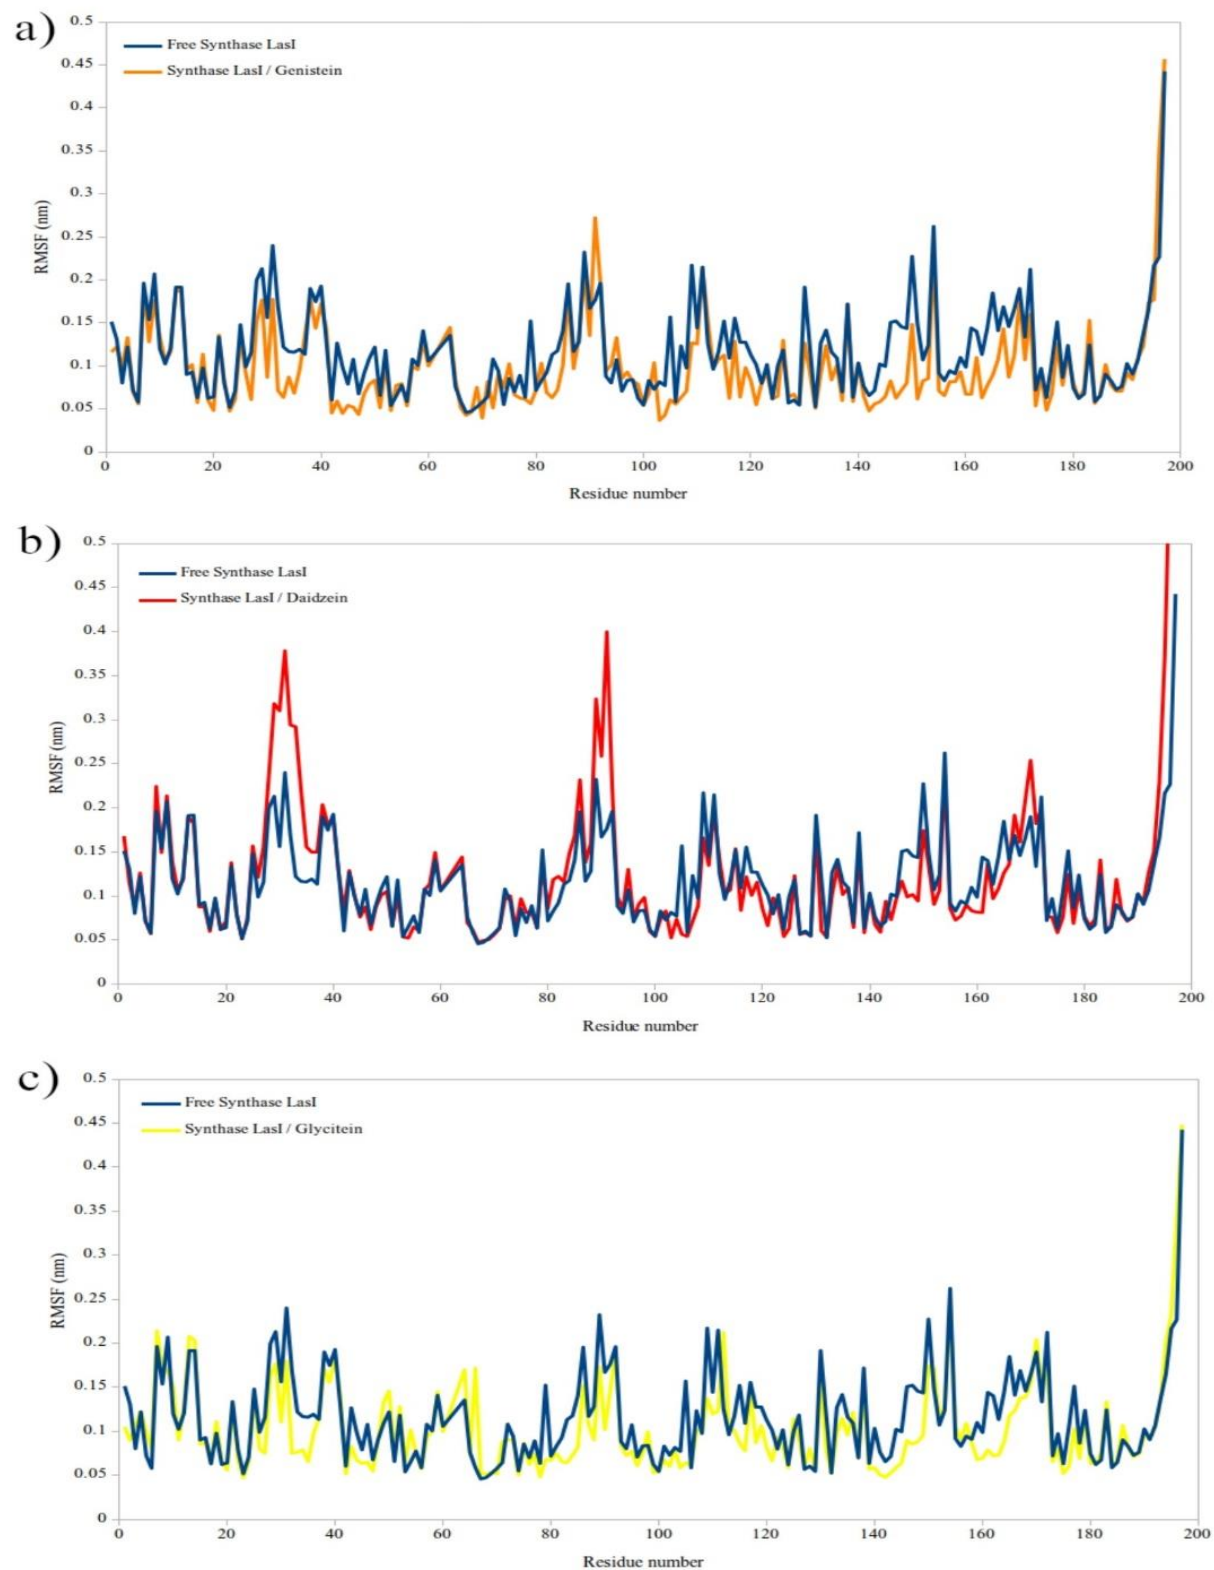 a)
0.5
Free Synthase LasI
Synthase LasI / Genistein
0.45
0.4
0.35
0.3
0.25
0.2
0.15
0.1
0.05
0
RMSF (nm)
0 20 40 60 80 100 120 140 160 180 200
Residue number
b)
0.5
Free Synthase LasI
Synthase LasI / Daidzein
0.45
0.4
0.35
0.3
0.25
0.2
0.15
0.1
0.05
0
RMSF (nm)
0 20 40 60 80 100 120 140 160 180 200
Residue number
c)
0.5
Free Synthase LasI
Synthase LasI / Glycitein
0.45
0.4
0.35
0.3
0.25
0.2
0.15
0.1
0.05
0
RMSF (nm)
0 20 40 60 80 100 120 140 160 180 200
Residue number